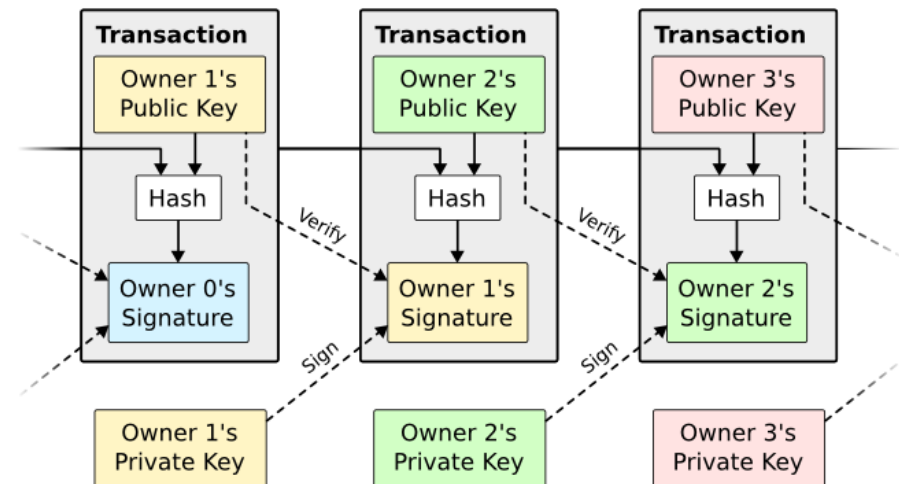 Transaction
Owner 1's
Public Key
Hash
Owner 0's
Signature
Transaction
Owner 2's
Public Key
Hash
Verify
Owner 1's
Signature
Sign
Transaction
Owner 3's
Public Key
Hash
Verify
Owner 2's
Signature
Sign
Owner 1's
Private Key
Owner 2's
Private Key
Owner 3's
Private Key